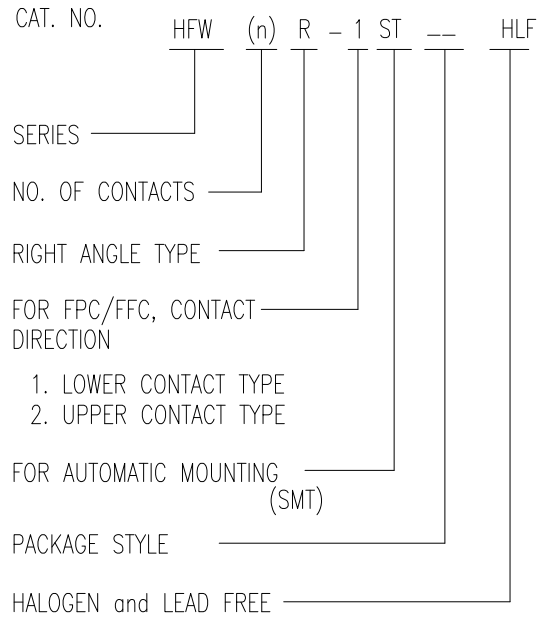 CAT. NO. HFW (n) R - 1 ST __ HLF
SERIES
NO. OF CONTACTS
RIGHT ANGLE TYPE
FOR FPC/FFC, CONTACT
DIRECTION
1. LOWER CONTACT TYPE
2. UPPER CONTACT TYPE
FOR AUTOMATIC MOUNTING
(SMT)
PACKAGE STYLE
HALOGEN and LEAD FREE